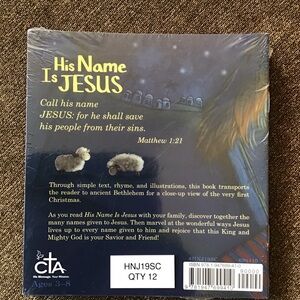 His Name
Is JESUS
Call his name
JESUS: for he shall save
his people from their sins.
Matthew 1:21
Through simple text, rhyme, and illustrations, this book transports
the reader to ancient Bethlehem for a close-up view of the very first
Christmas.
As you read His Name Is Jesus with your family, discover together the
many names given to Jesus. Then marvel at the wonderful ways Jesus
lives up to every name given to him and rejoice that this King and
Mighty God is your Savior and Friend!
CTA
Ages 3–8
HNJ19SC
QTY 12
90000